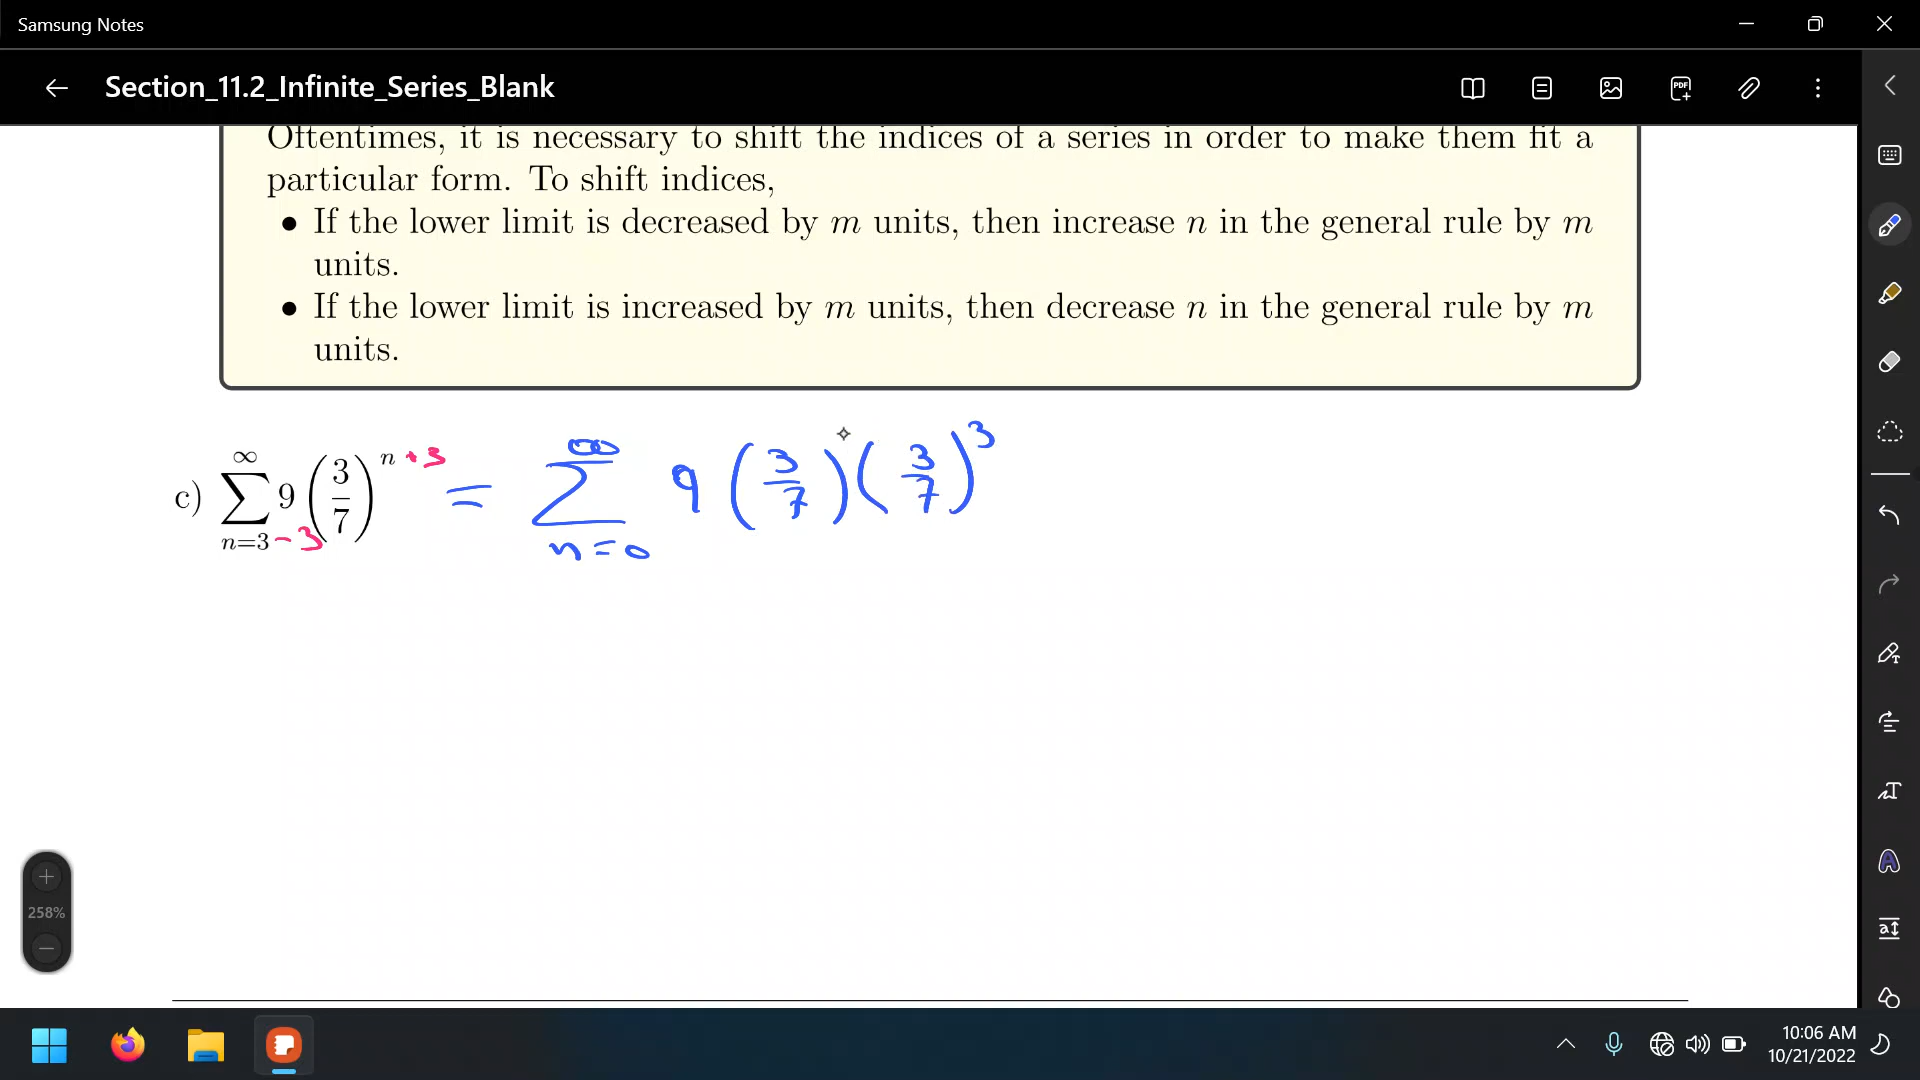 Samsung Notes
Section_11.2_Infinite_Series_Blank
Oftentimes, it is necessary to shift the indices of a series in order to make them fit a
particular form. To shift indices,
• If the lower limit is decreased by m units, then increase n in the general rule by m
units.
• If the lower limit is increased by m units, then decrease n in the general rule by m
units.
c) ∑_{n=3-3}^{∞} 9 (3/7)^{n+3} = ∑_{n=0}^{∞} 9 (3/7)(3/7)^3
258%
10:06 AM
10/21/2022